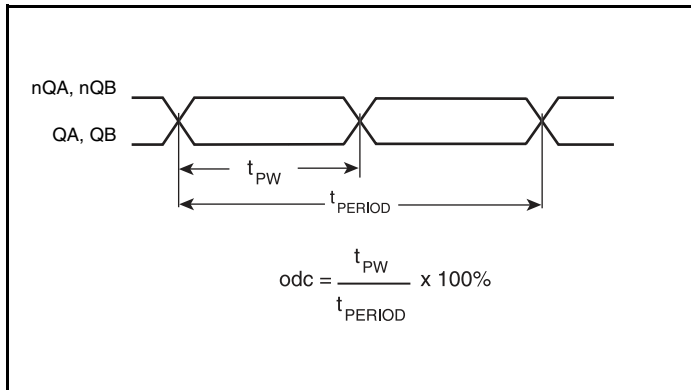 nQA, nQB
QA, QB
tPW
tPERIOD
odc = tPW / tPERIOD x 100%